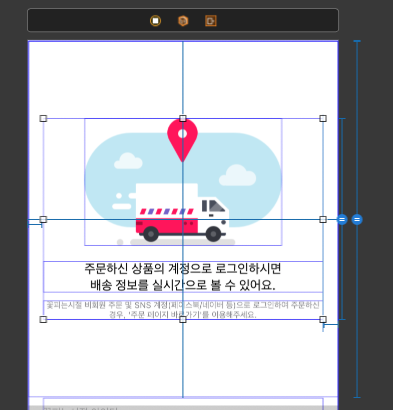 주문하신 상품의 계정으로 로그인하시면
배송 정보를 실시간으로 볼 수 있어요.
꽃피는시절 비회원 주문 및 SNS 계정(페이스북/네이버 등)으로 로그인하여 주문하신
경우, '주문 페이지 바로가기'를 이용해주세요.